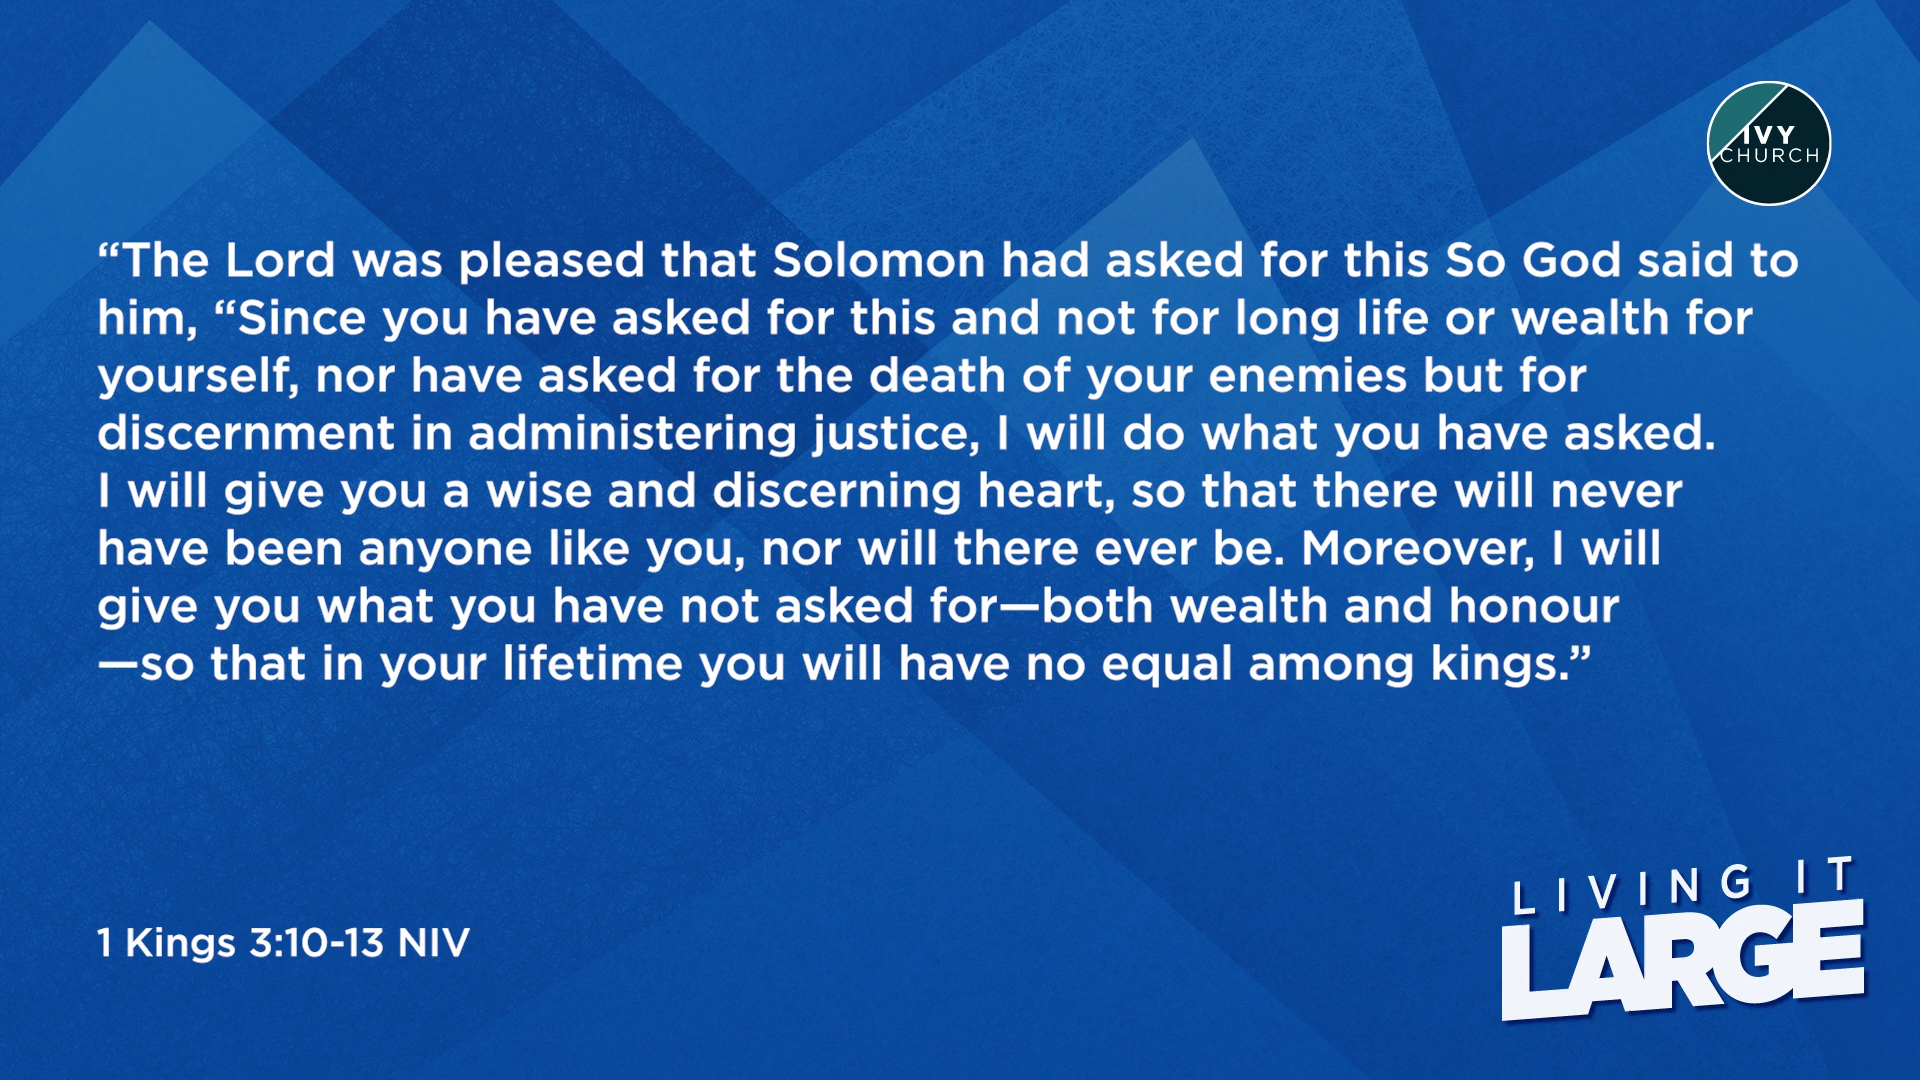 IVY
CHURCH
“The Lord was pleased that Solomon had asked for this So God said to
him, “Since you have asked for this and not for long life or wealth for
yourself, nor have asked for the death of your enemies but for
discernment in administering justice, I will do what you have asked.
I will give you a wise and discerning heart, so that there will never
have been anyone like you, nor will there ever be. Moreover, I will
give you what you have not asked for—both wealth and honour
—so that in your lifetime you will have no equal among kings.”
1 Kings 3:10-13 NIV
LIVING IT
LARGE